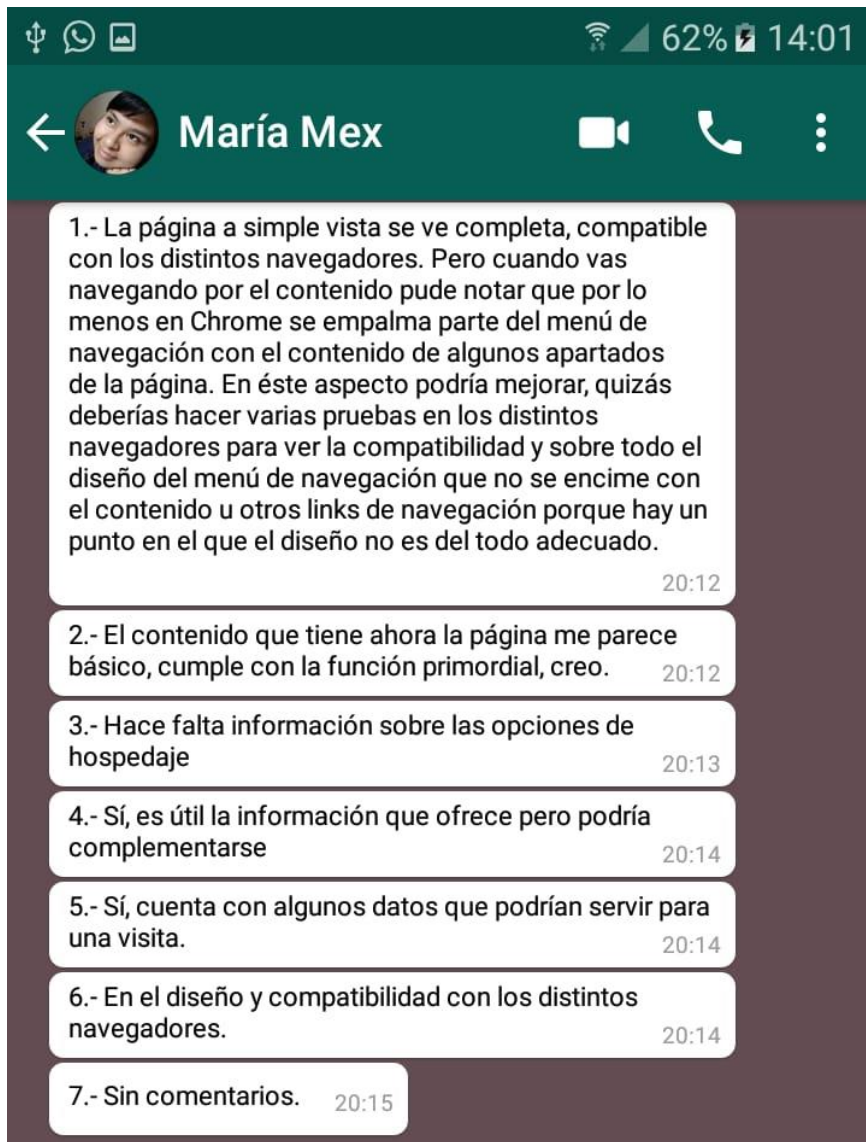 62% 14:01
María Mex
1.- La página a simple vista se ve completa, compatible
con los distintos navegadores. Pero cuando vas
navegando por el contenido pude notar que por lo
menos en Chrome se empalma parte del menú de
navegación con el contenido de algunos apartados
de la página. En éste aspecto podría mejorar, quizás
deberías hacer varias pruebas en los distintos
navegadores para ver la compatibilidad y sobre todo el
diseño del menú de navegación que no se encime con
el contenido u otros links de navegación porque hay un
punto en el que el diseño no es del todo adecuado.
20:12
2.- El contenido que tiene ahora la página me parece
básico, cumple con la función primordial, creo. 20:12
3.- Hace falta información sobre las opciones de
hospedaje 20:13
4.- Sí, es útil la información que ofrece pero podría
complementarse 20:14
5.- Sí, cuenta con algunos datos que podrían servir para
una visita. 20:14
6.- En el diseño y compatibilidad con los distintos
navegadores. 20:14
7.- Sin comentarios. 20:15